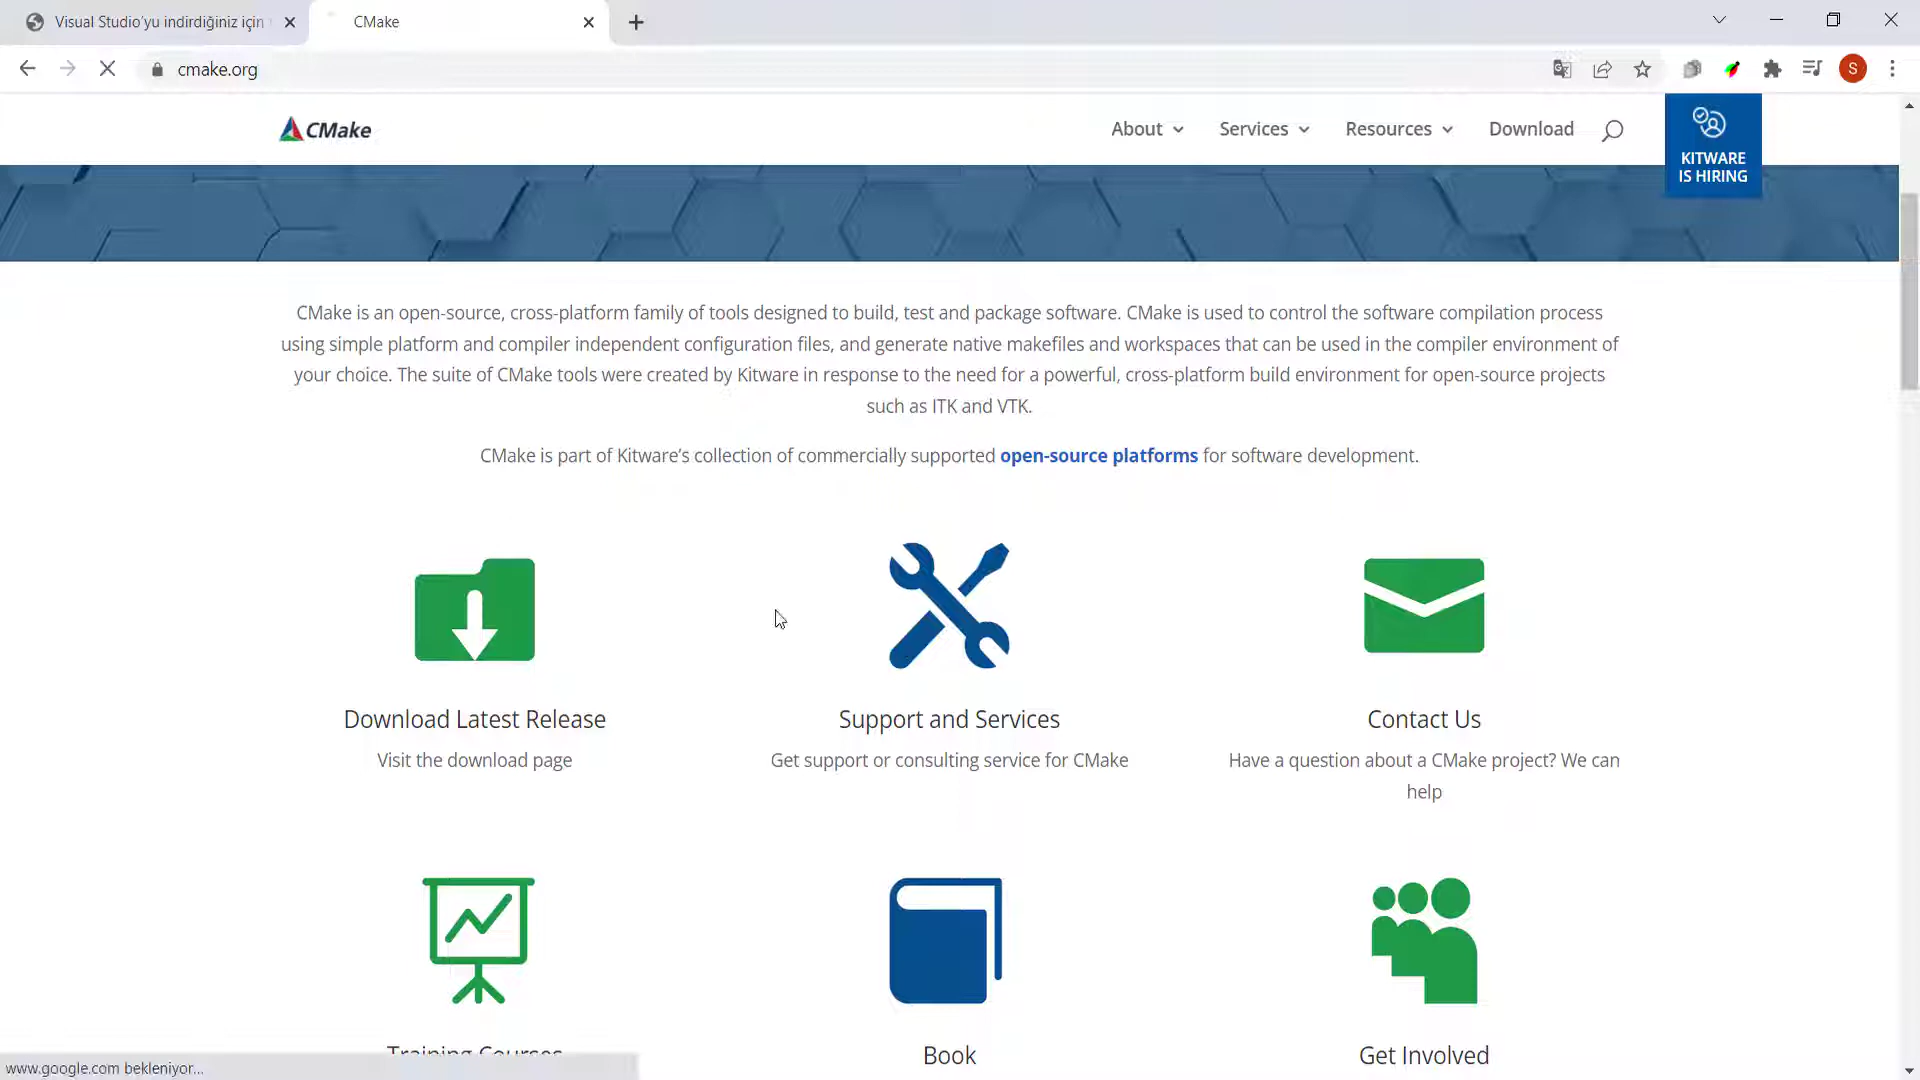 Visual Studio'yu indirdiğiniz için
CMake
cmake.org
S
CMake
About
Services
Resources
Download
KITWARE
IS HIRING
CMake is an open-source, cross-platform family of tools designed to build, test and package software. CMake is used to control the software compilation process
using simple platform and compiler independent configuration files, and generate native makefiles and workspaces that can be used in the compiler environment of
your choice. The suite of CMake tools were created by Kitware in response to the need for a powerful, cross-platform build environment for open-source projects
such as ITK and VTK.
CMake is part of Kitware's collection of commercially supported open-source platforms for software development.
Download Latest Release
Visit the download page
Support and Services
Get support or consulting service for CMake
Contact Us
Have a question about a CMake project? We can
help
Training Courses
Book
Get Involved
www.google.com bekleniyor...